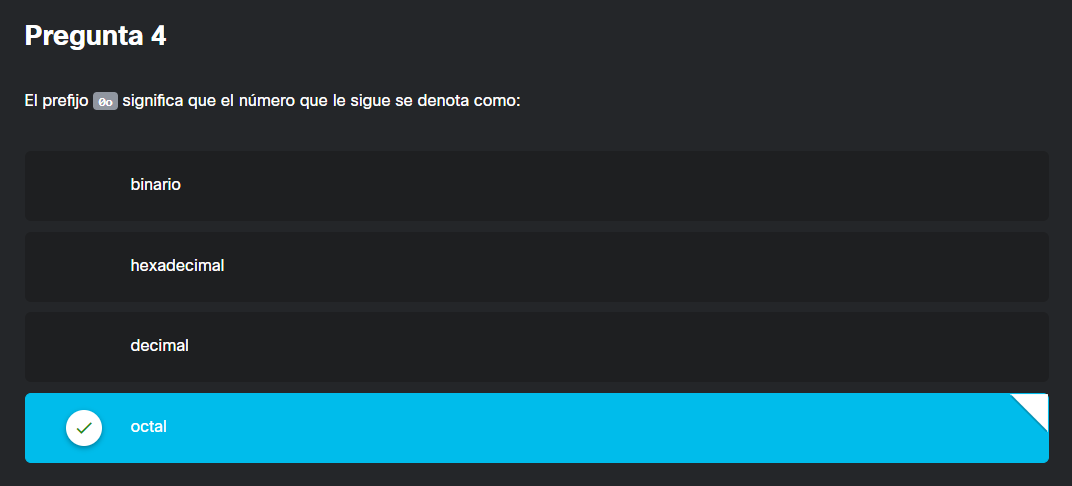 Pregunta 4
El prefijo 0o significa que el número que le sigue se denota como:
binario
hexadecimal
decimal
octal